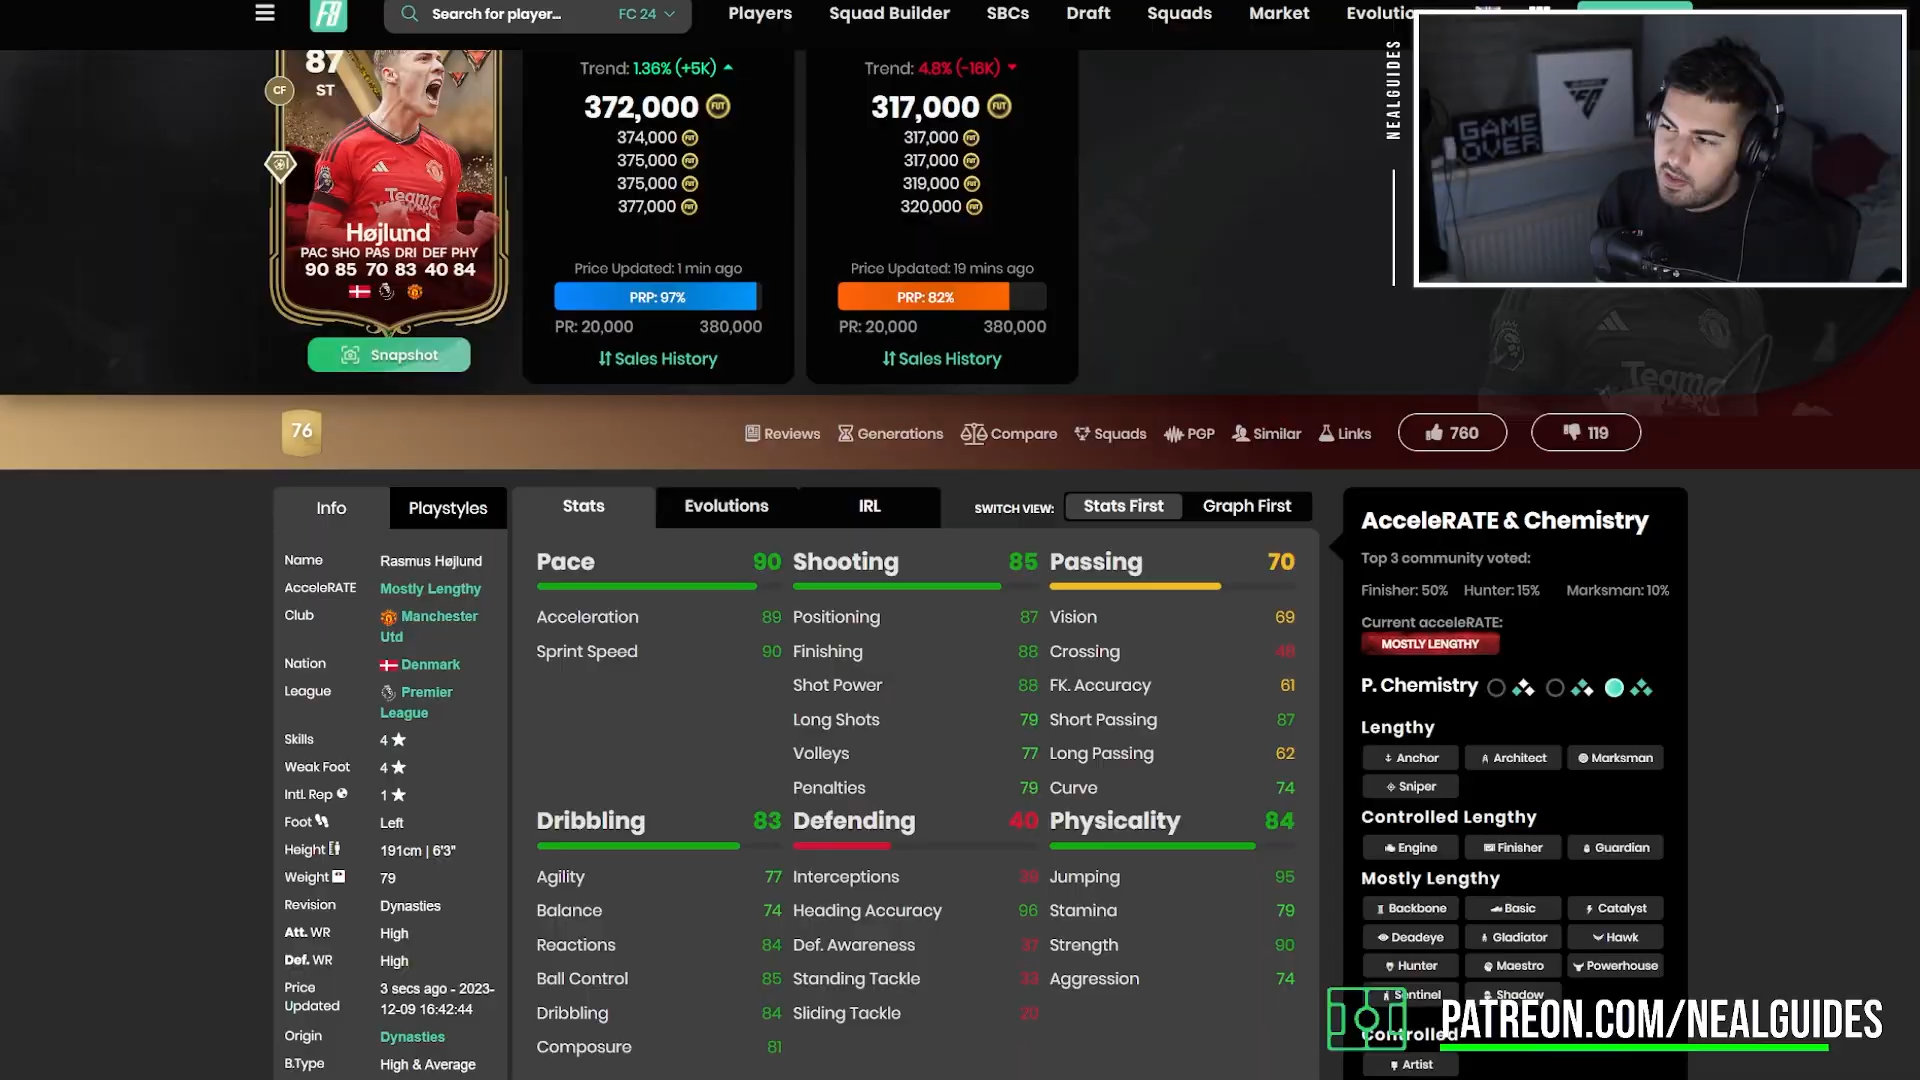 Search for player... FC 24
Players Squad Builder SBCs Draft Squads Market
NEALGUIDES
GAME OVER
87
ST
CF
Højlund
PAC SHO PAS DRI DEF PHY
90 85 70 83 40 84
Snapshot
Trend: 1.36% (+5K)
372,000
374,000
375,000
375,000
377,000
Price Updated: 1 min ago
PRP: 97%
PR: 20,000 380,000
Sales History
Trend: 4.8% (-16K)
317,000
317,000
317,000
319,000
320,000
Price Updated: 19 mins ago
PRP: 82%
PR: 20,000 380,000
Sales History
76
Reviews Generations Compare Squads PGP Similar Links 760 119
Info Playstyles
Name Rasmus Højlund
AcceleRATE Mostly Lengthy
Club Manchester
Utd
Nation Denmark
League Premier
League
Skills 4
Weak Foot 4
Intl. Rep 1
Foot Left
Height 191cm | 6'3"
Weight 79
Revision Dynasties
Att. WR High
Def. WR High
Price 3 secs ago - 2023-
Updated 12-09 16:42:44
Origin Dynasties
B.Type High & Average
Stats Evolutions IRL SWITCH VIEW: Stats First Graph First
Pace 90
Acceleration 89
Sprint Speed 90
Shooting 85
Positioning 87
Finishing 88
Shot Power 88
Long Shots 79
Volleys 77
Penalties 79
Passing 70
Vision 69
Crossing 48
FK. Accuracy 61
Short Passing 87
Long Passing 62
Curve 74
Dribbling 83
Agility 77
Balance 74
Reactions 84
Ball Control 85
Dribbling 84
Composure 81
Defending 40
Interceptions 39
Heading Accuracy 96
Def. Awareness 37
Standing Tackle 33
Sliding Tackle 20
Physicality 84
Jumping 95
Stamina 79
Strength 90
Aggression 74
AcceleRATE & Chemistry
Top 3 community voted:
Finisher: 50% Hunter: 15% Marksman: 10%
Current acceleRATE:
MOSTLY LENGTHY
P. Chemistry
Lengthy
Anchor Architect Marksman
Sniper
Controlled Lengthy
Engine Finisher Guardian
Mostly Lengthy
Backbone Basic Catalyst
Deadeye Gladiator Hawk
Hunter Maestro Powerhouse
Sentinel Shadow
Controlled
Artist
PATREON.COM/NEALGUIDES